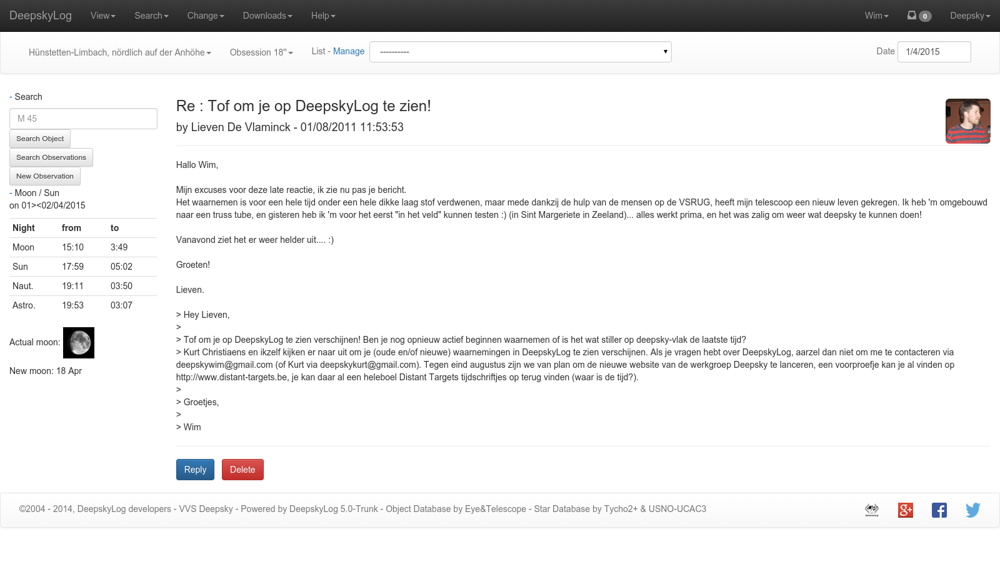 DeepskyLog View Search Change Downloads Help Wim 0 Deepsky
Hünstetten-Limbach, nördlich auf der Anhöhe Obsession 18" List - Manage ---------- Date 1/4/2015
- Search
M 45
Search Object
Search Observations
New Observation
- Moon / Sun
on 01><02/04/2015
Night from to
Moon 15:10 3:49
Sun 17:59 05:02
Naut. 19:11 03:50
Astro. 19:53 03:07
Actual moon:
New moon: 18 Apr
Re : Tof om je op DeepskyLog te zien!
by Lieven De Vlaminck - 01/08/2011 11:53:53
Hallo Wim,
Mijn excuses voor deze late reactie, ik zie nu pas je bericht.
Het waarnemen is voor een hele tijd onder een hele dikke laag stof verdwenen, maar mede dankzij de hulp van de mensen op de VSRUG, heeft mijn telescoop een nieuw leven gekregen. Ik heb 'm omgebouwd
naar een truss tube, en gisteren heb ik 'm voor het eerst "in het veld" kunnen testen :) (in Sint Margeriete in Zeeland)... alles werkt prima, en het was zalig om weer wat deepsky te kunnen doen!
Vanavond ziet het er weer helder uit.... :)
Groeten!
Lieven.
> Hey Lieven,
>
> Tof om je op DeepskyLog te zien verschijnen! Ben je nog opnieuw actief beginnen waarnemen of is het wat stiller op deepsky-vlak de laatste tijd?
> Kurt Christiaens en ikzelf kijken er naar uit om je (oude en/of nieuwe) waarnemingen in DeepskyLog te zien verschijnen. Als je vragen hebt over DeepskyLog, aarzel dan niet om me te contacteren via
deepskywim@gmail.com (of Kurt via deepskykurt@gmail.com). Tegen eind augustus zijn we van plan om de nieuwe website van de werkgroep Deepsky te lanceren, een voorproefje kan je al vinden op
http://www.distant-targets.be, je kan daar al een heleboel Distant Targets tijdschriftjes op terug vinden (waar is de tijd?).
>
> Groetjes,
>
> Wim
Reply Delete
©2004 - 2014, DeepskyLog developers - VVS Deepsky - Powered by DeepskyLog 5.0-Trunk - Object Database by Eye&Telescope - Star Database by Tycho2+ & USNO-UCAC3